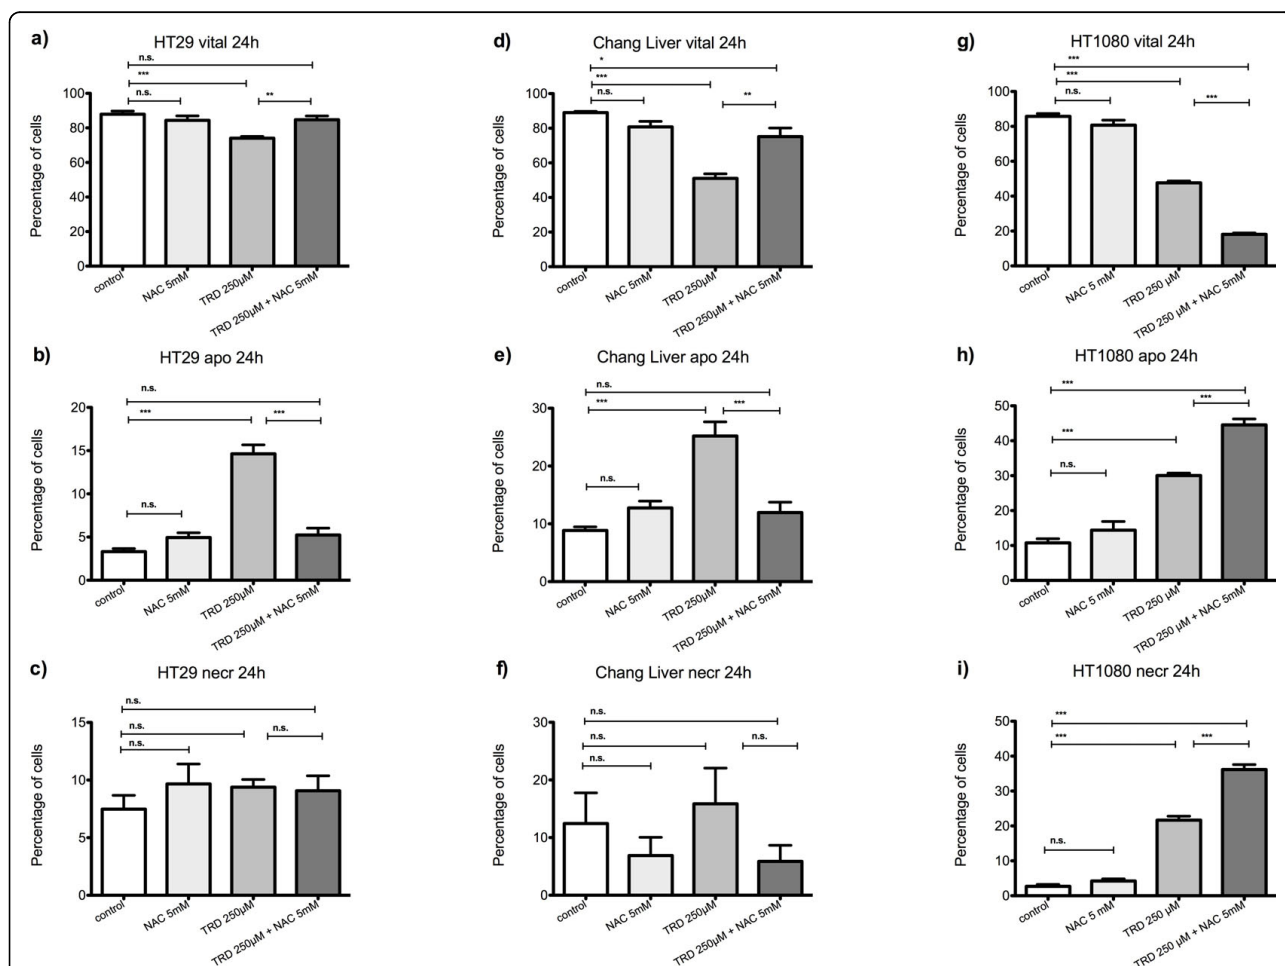 a)
HT29 vital 24h
n.s.
***
n.s.
**
100
80
60
40
20
0
Percentage of cells
control
NAC 5mM
TRD 250µM
TRD 250µM + NAC 5mM
d)
Chang Liver vital 24h
*
***
n.s.
**
100
80
60
40
20
0
Percentage of cells
control
NAC 5mM
TRD 250µM
TRD 250µM + NAC 5mM
g)
HT1080 vital 24h
***
***
n.s.
***
100
80
60
40
20
0
Percentage of cells
control
NAC 5 mM
TRD 250 µM
TRD 250 µM + NAC 5mM
b)
HT29 apo 24h
n.s.
***
***
n.s.
20
15
10
5
0
Percentage of cells
control
NAC 5mM
TRD 250µM
TRD 250µM + NAC 5mM
e)
Chang Liver apo 24h
n.s.
***
***
n.s.
30
20
10
0
Percentage of cells
control
NAC 5mM
TRD 250µM
TRD 250µM + NAC 5mM
h)
HT1080 apo 24h
***
***
***
n.s.
50
40
30
20
10
0
Percentage of cells
control
NAC 5 mM
TRD 250 µM
TRD 250 µM + NAC 5mM
c)
HT29 necr 24h
n.s.
n.s.
n.s.
n.s.
15
10
5
0
Percentage of cells
control
NAC 5mM
TRD 250µM
TRD 250µM + NAC 5mM
f)
Chang Liver necr 24h
n.s.
n.s.
n.s.
n.s.
30
20
10
0
Percentage of cells
control
NAC 5mM
TRD 250µM
TRD 250µM + NAC 5mM
i)
HT1080 necr 24h
***
***
***
n.s.
50
40
30
20
10
0
Percentage of cells
control
NAC 5 mM
TRD 250 µM
TRD 250 µM + NAC 5mM